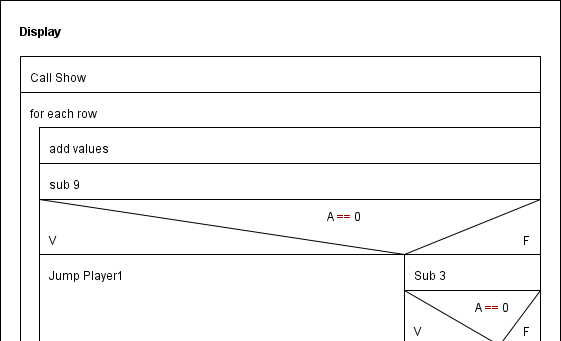 Display
Call Show
for each row
add values
sub 9
A == 0
V
F
Jump Player1
Sub 3
A == 0
V
F